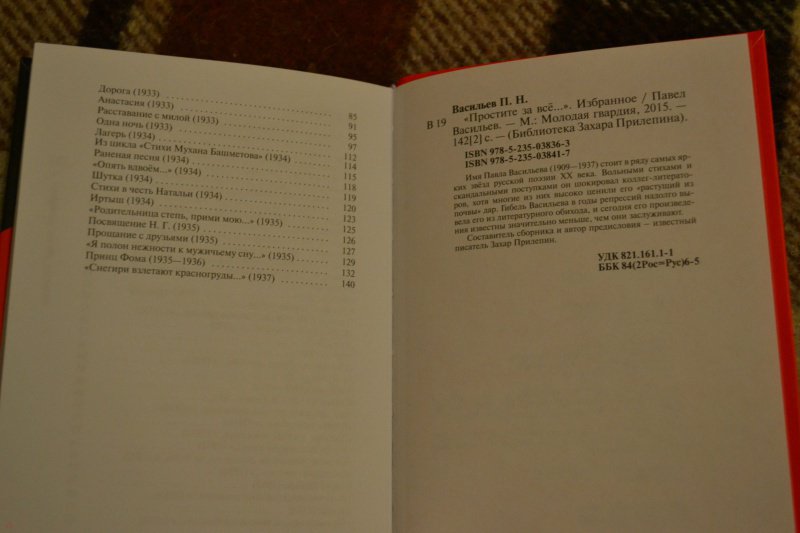 Дорога (1933) 85
Анастасия (1933) 91
Расставание с милой (1933) 95
Одна ночь (1933) 97
Лагерь (1934) 112
Из цикла «Стихи Мухана Башметова» (1934) 114
Раненая песня (1934) 115
«Опять вдвоём...» (1934) 118
Шутка (1934) 119
Стихи в честь Натальи (1934) 120
Иртыш (1934) 123
«Родительница степь, прими мою...» (1935) 125
Посвящение Н. Г. (1935) 126
Прощание с друзьями (1935) 127
«Я полон нежности к мужичьему сну...» (1935) 129
Принц Фома (1935—1936) 132
«Снегири взлетают красногруды...» (1937) 140
Васильев П. Н.
В 19 «Простите за всё...». Избранное / Павел
Васильев. — М.: Молодая гвардия, 2015. —
142[2] с. — (Библиотека Захара Прилепина).
ISBN 978-5-235-03836-3
ISBN 978-5-235-03841-7
Имя Павла Васильева (1909—1937) стоит в ряду самых яр-
ких звёзд русской поэзии XX века. Вольными стихами и
скандальными поступками он шокировал коллег-литерато-
ров, хотя многие из них высоко ценили его «растущий из
почвы» дар. Гибель Васильева в годы репрессий надолго вы-
вела его из литературного обихода, и сегодня его произведе-
ния известны значительно меньше, чем они заслуживают.
Составитель сборника и автор предисловия — известный
писатель Захар Прилепин.
УДК 821.161.1-1
ББК 84(2Рос=Рус)6-5